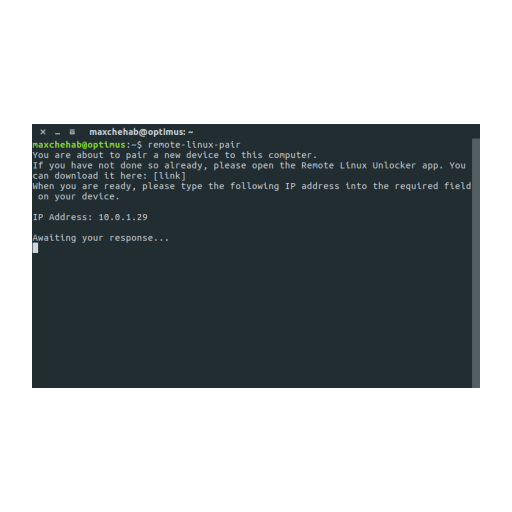 maxchehab@optimus: ~
maxchehab@optimus:~$ remote-linux-pair
You are about to pair a new device to this computer.
If you have not done so already, please open the Remote Linux Unlocker app. You
can download it here: [link]
When you are ready, please type the following IP address into the required field
on your device.
IP Address: 10.0.1.29
Awaiting your response...